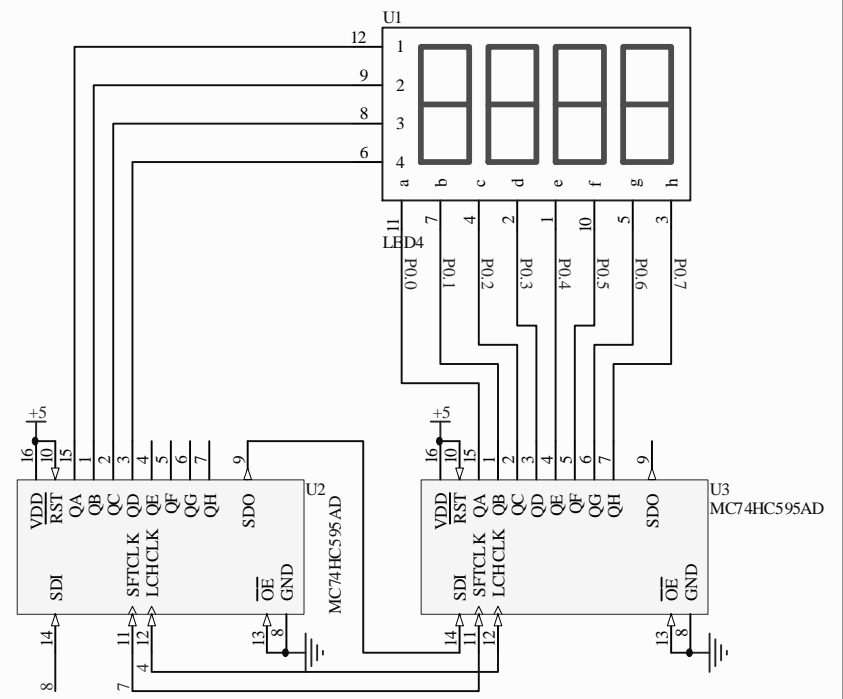 U1
12 1
9 2
8 3
6 4
a b c d e f g h
11 7 4 2 1 10 5 3
LED4
P0.0 P0.1 P0.2 P0.3 P0.4 P0.5 P0.6 P0.7
+5 +5
16 10 15 1 2 3 4 5 6 7 9
16 10 15 1 2 3 4 5 6 7 9
U2
VDD RST QA QB QC QD QE QF QG QH SDO
MC74HC595AD
SDI SFTCLK LCHCLK OE GND
14 11 12 13 8
U3
MC74HC595AD
VDD RST QA QB QC QD QE QF QG QH SDO
SDI SFTCLK LCHCLK OE GND
14 11 12 13 8
8 7 4